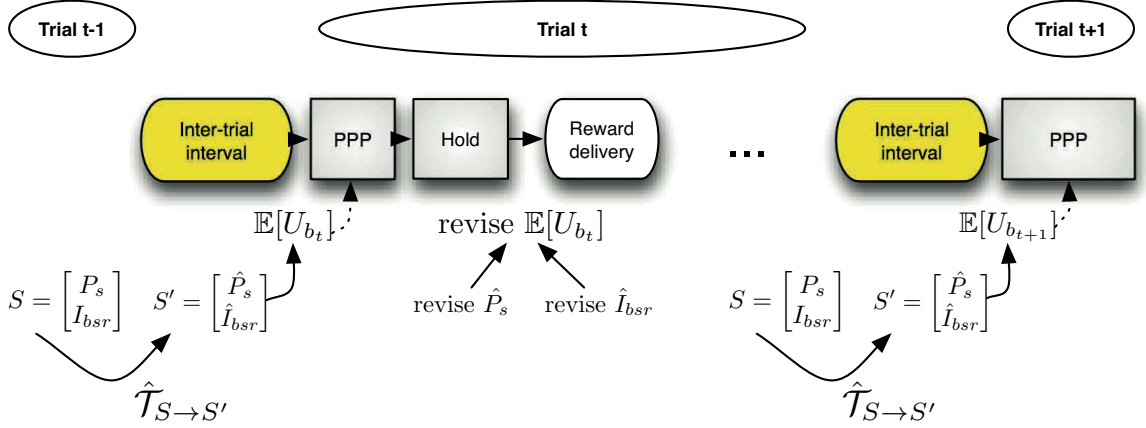 Trial t-1
Trial t
Trial t+1
Inter-trial
interval
PPP
Hold
Reward
delivery
...
Inter-trial
interval
PPP
𝔼[U_{b_t}]
revise 𝔼[U_{b_t}]
𝔼[U_{b_{t+1}}]
S = [P_s
I_{bsr}]
S′ = [P̂_s
Î_{bsr}]
revise P̂_s
revise Î_{bsr}
S = [P_s
I_{bsr}]
S′ = [P̂_s
Î_{bsr}]
𝒯̂_{S→S′}
𝒯̂_{S→S′}